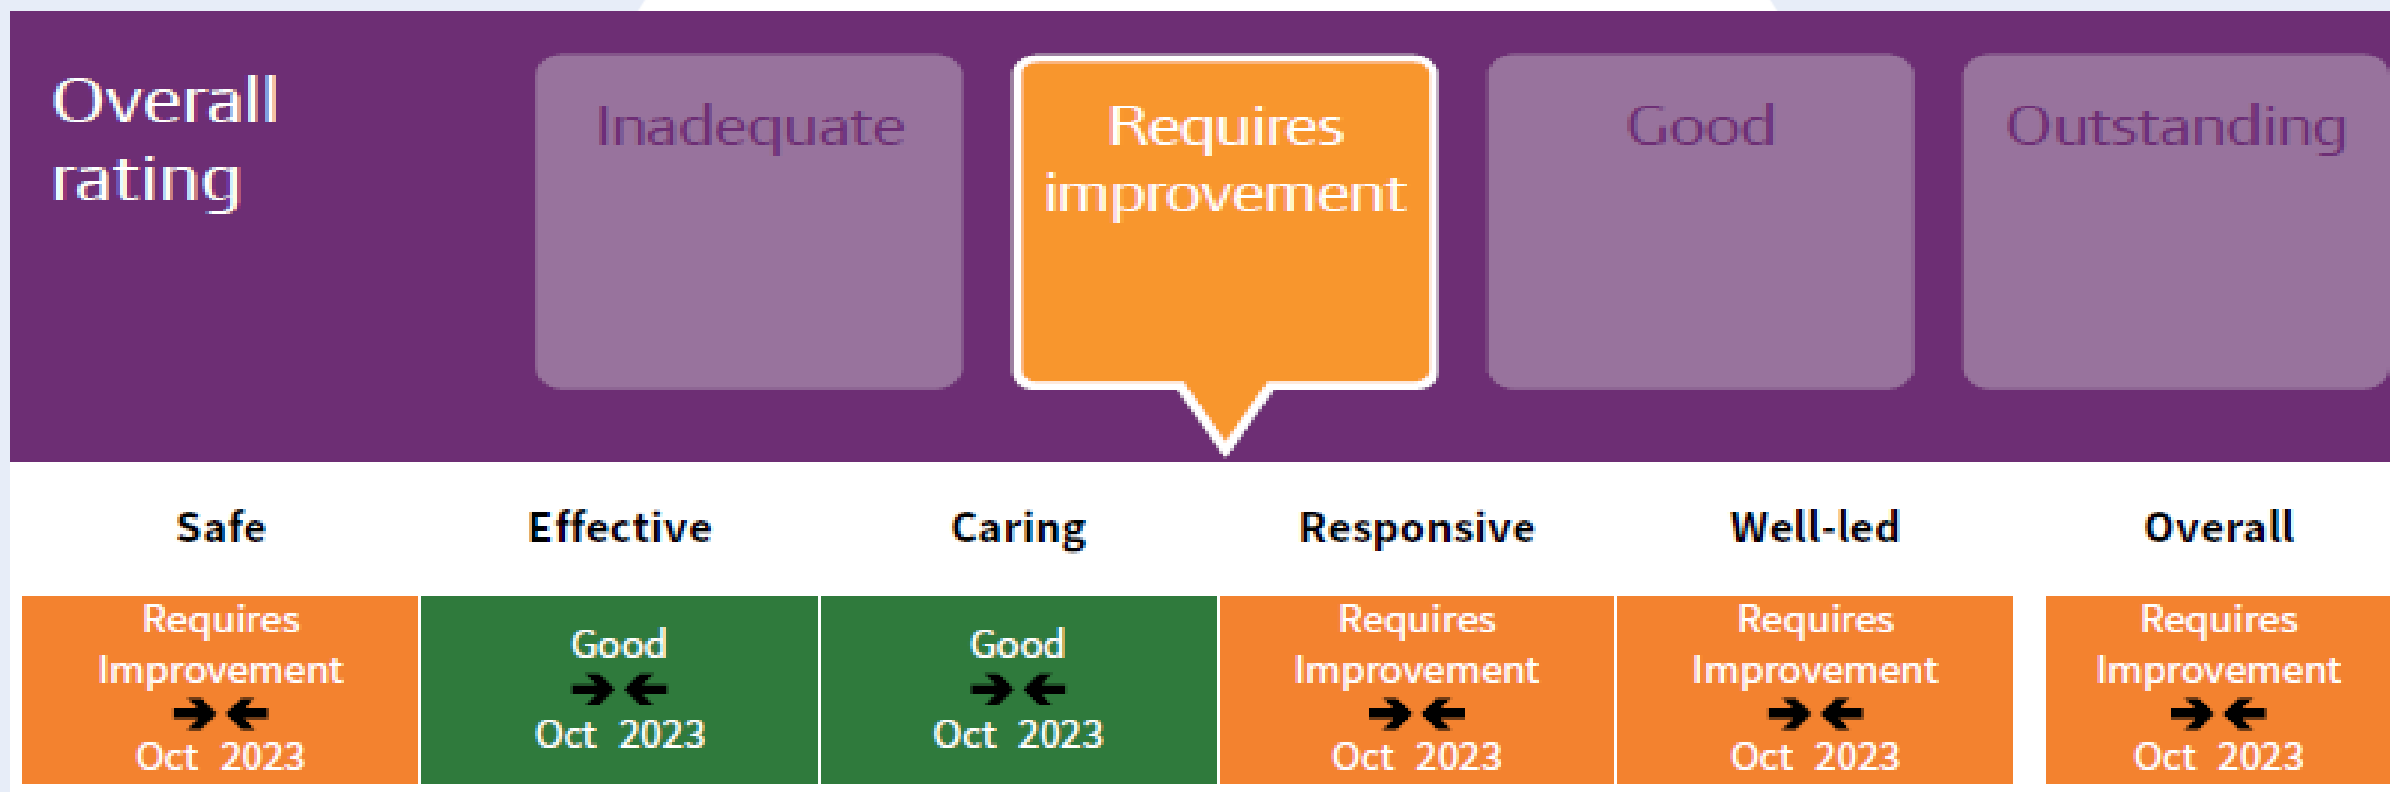 Overall
rating
Inadequate
Requires
improvement
Good
Outstanding
Safe
Effective
Caring
Responsive
Well-led
Overall
Requires
Improvement
➔ ←
Oct 2023
Good
➔ ←
Oct 2023
Good
➔ ←
Oct 2023
Requires
Improvement
➔ ←
Oct 2023
Requires
Improvement
➔ ←
Oct 2023
Requires
Improvement
➔ ←
Oct 2023